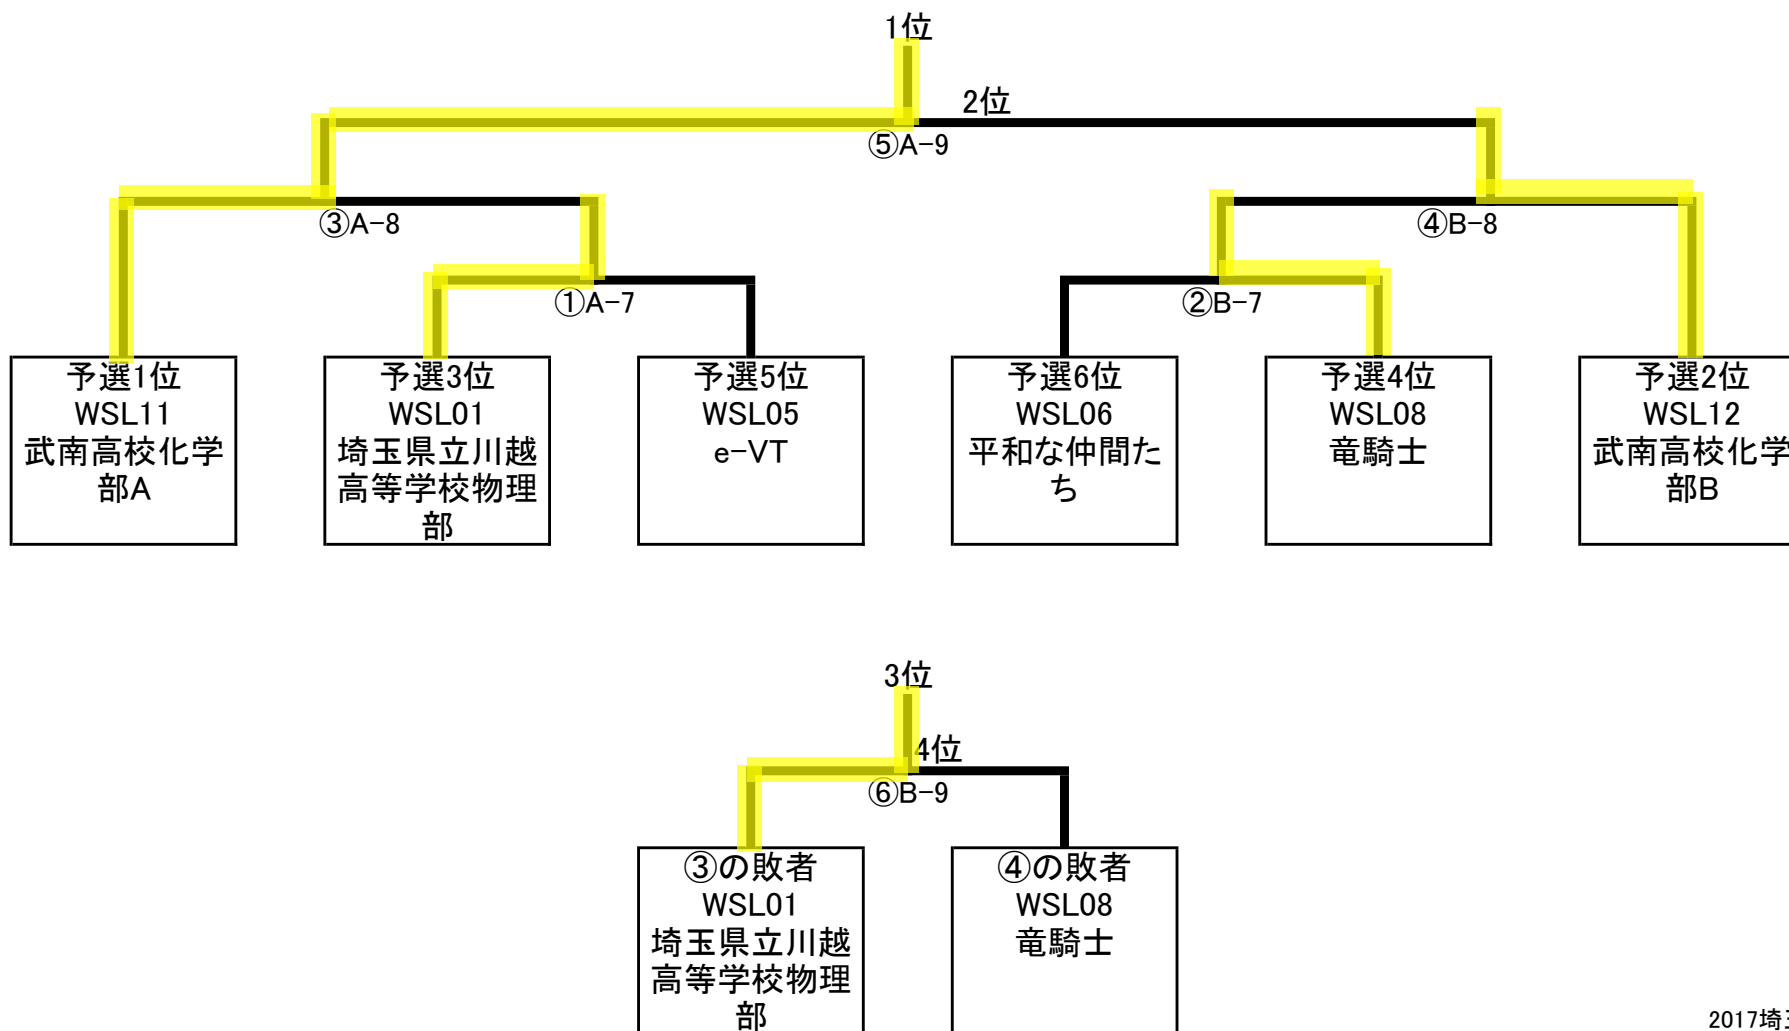 1位
2位
⑤A-9
③A-8
④B-8
①A-7
②B-7
予選1位
WSL11
武南高校化学
部A
予選3位
WSL01
埼玉県立川越
高等学校物理
部
予選5位
WSL05
e-VT
予選6位
WSL06
平和な仲間た
ち
予選4位
WSL08
竜騎士
予選2位
WSL12
武南高校化学
部B
3位
4位
⑥B-9
③の敗者
WSL01
埼玉県立川越
高等学校物理
部
④の敗者
WSL08
竜騎士
2017埼